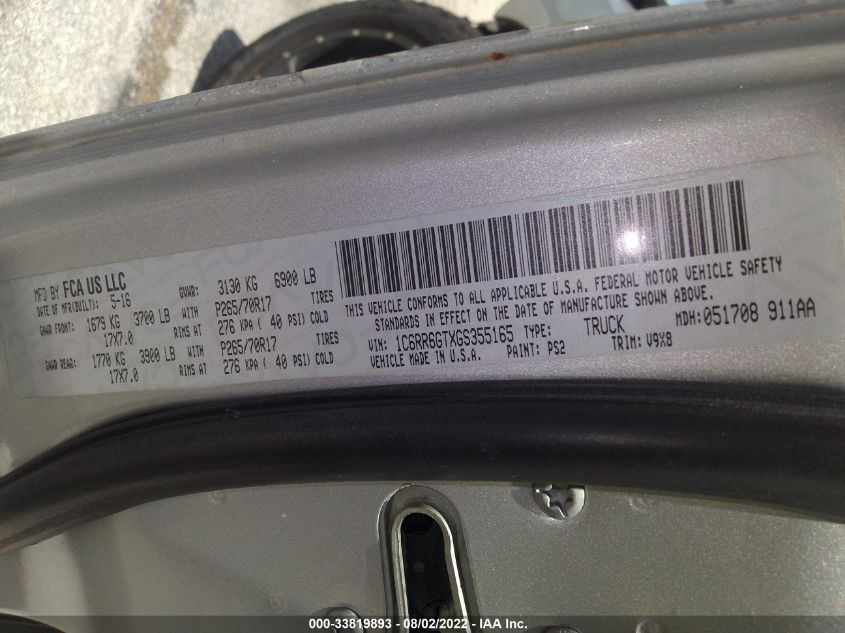 MFD BY FCA US LLC
DATE OF MFR(BUILT): 5-16 GVWR: 3130 KG 6900 LB
GAWR FRONT: 1679 KG 3700 LB WITH P265/70R17 TIRES
17X7.0 RIMS AT 276 KPA ( 40 PSI) COLD
GAWR REAR: 1770 KG 3900 LB WITH P265/70R17 TIRES
17X7.0 RIMS AT 276 KPA ( 40 PSI) COLD
THIS VEHICLE CONFORMS TO ALL APPLICABLE U.S.A. FEDERAL MOTOR VEHICLE SAFETY
STANDARDS IN EFFECT ON THE DATE OF MANUFACTURE SHOWN ABOVE.
VIN: 1C6RR6GTXGS355165 TYPE: TRUCK MDH:051708 911AA
VEHICLE MADE IN U.S.A. PAINT: PS2 TRIM: V9X8
000-33819893 - 08/02/2022 - IAA Inc.